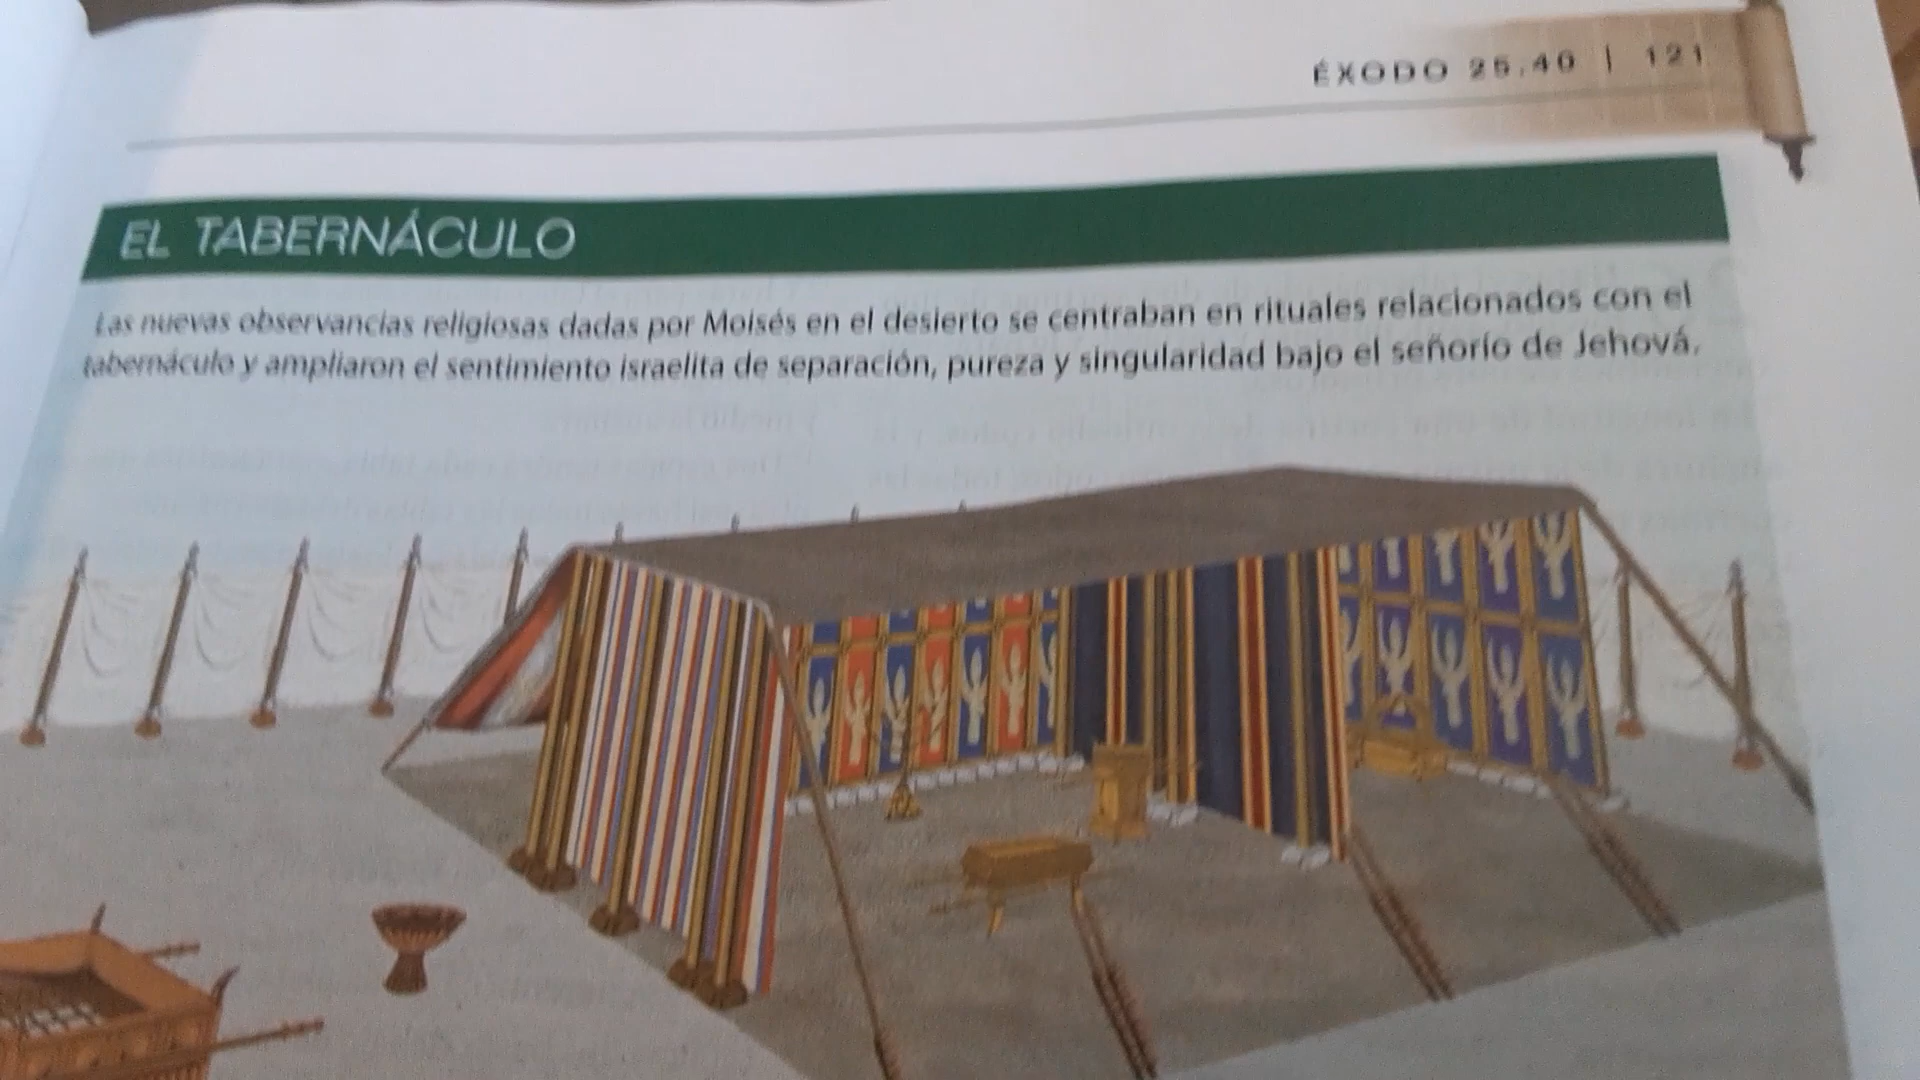 ÉXODO 25.40 | 121
EL TABERNÁCULO
Las nuevas observancias religiosas dadas por Moisés en el desierto se centraban en rituales relacionados con el
tabernáculo y ampliaron el sentimiento israelita de separación, pureza y singularidad bajo el señorío de Jehová.